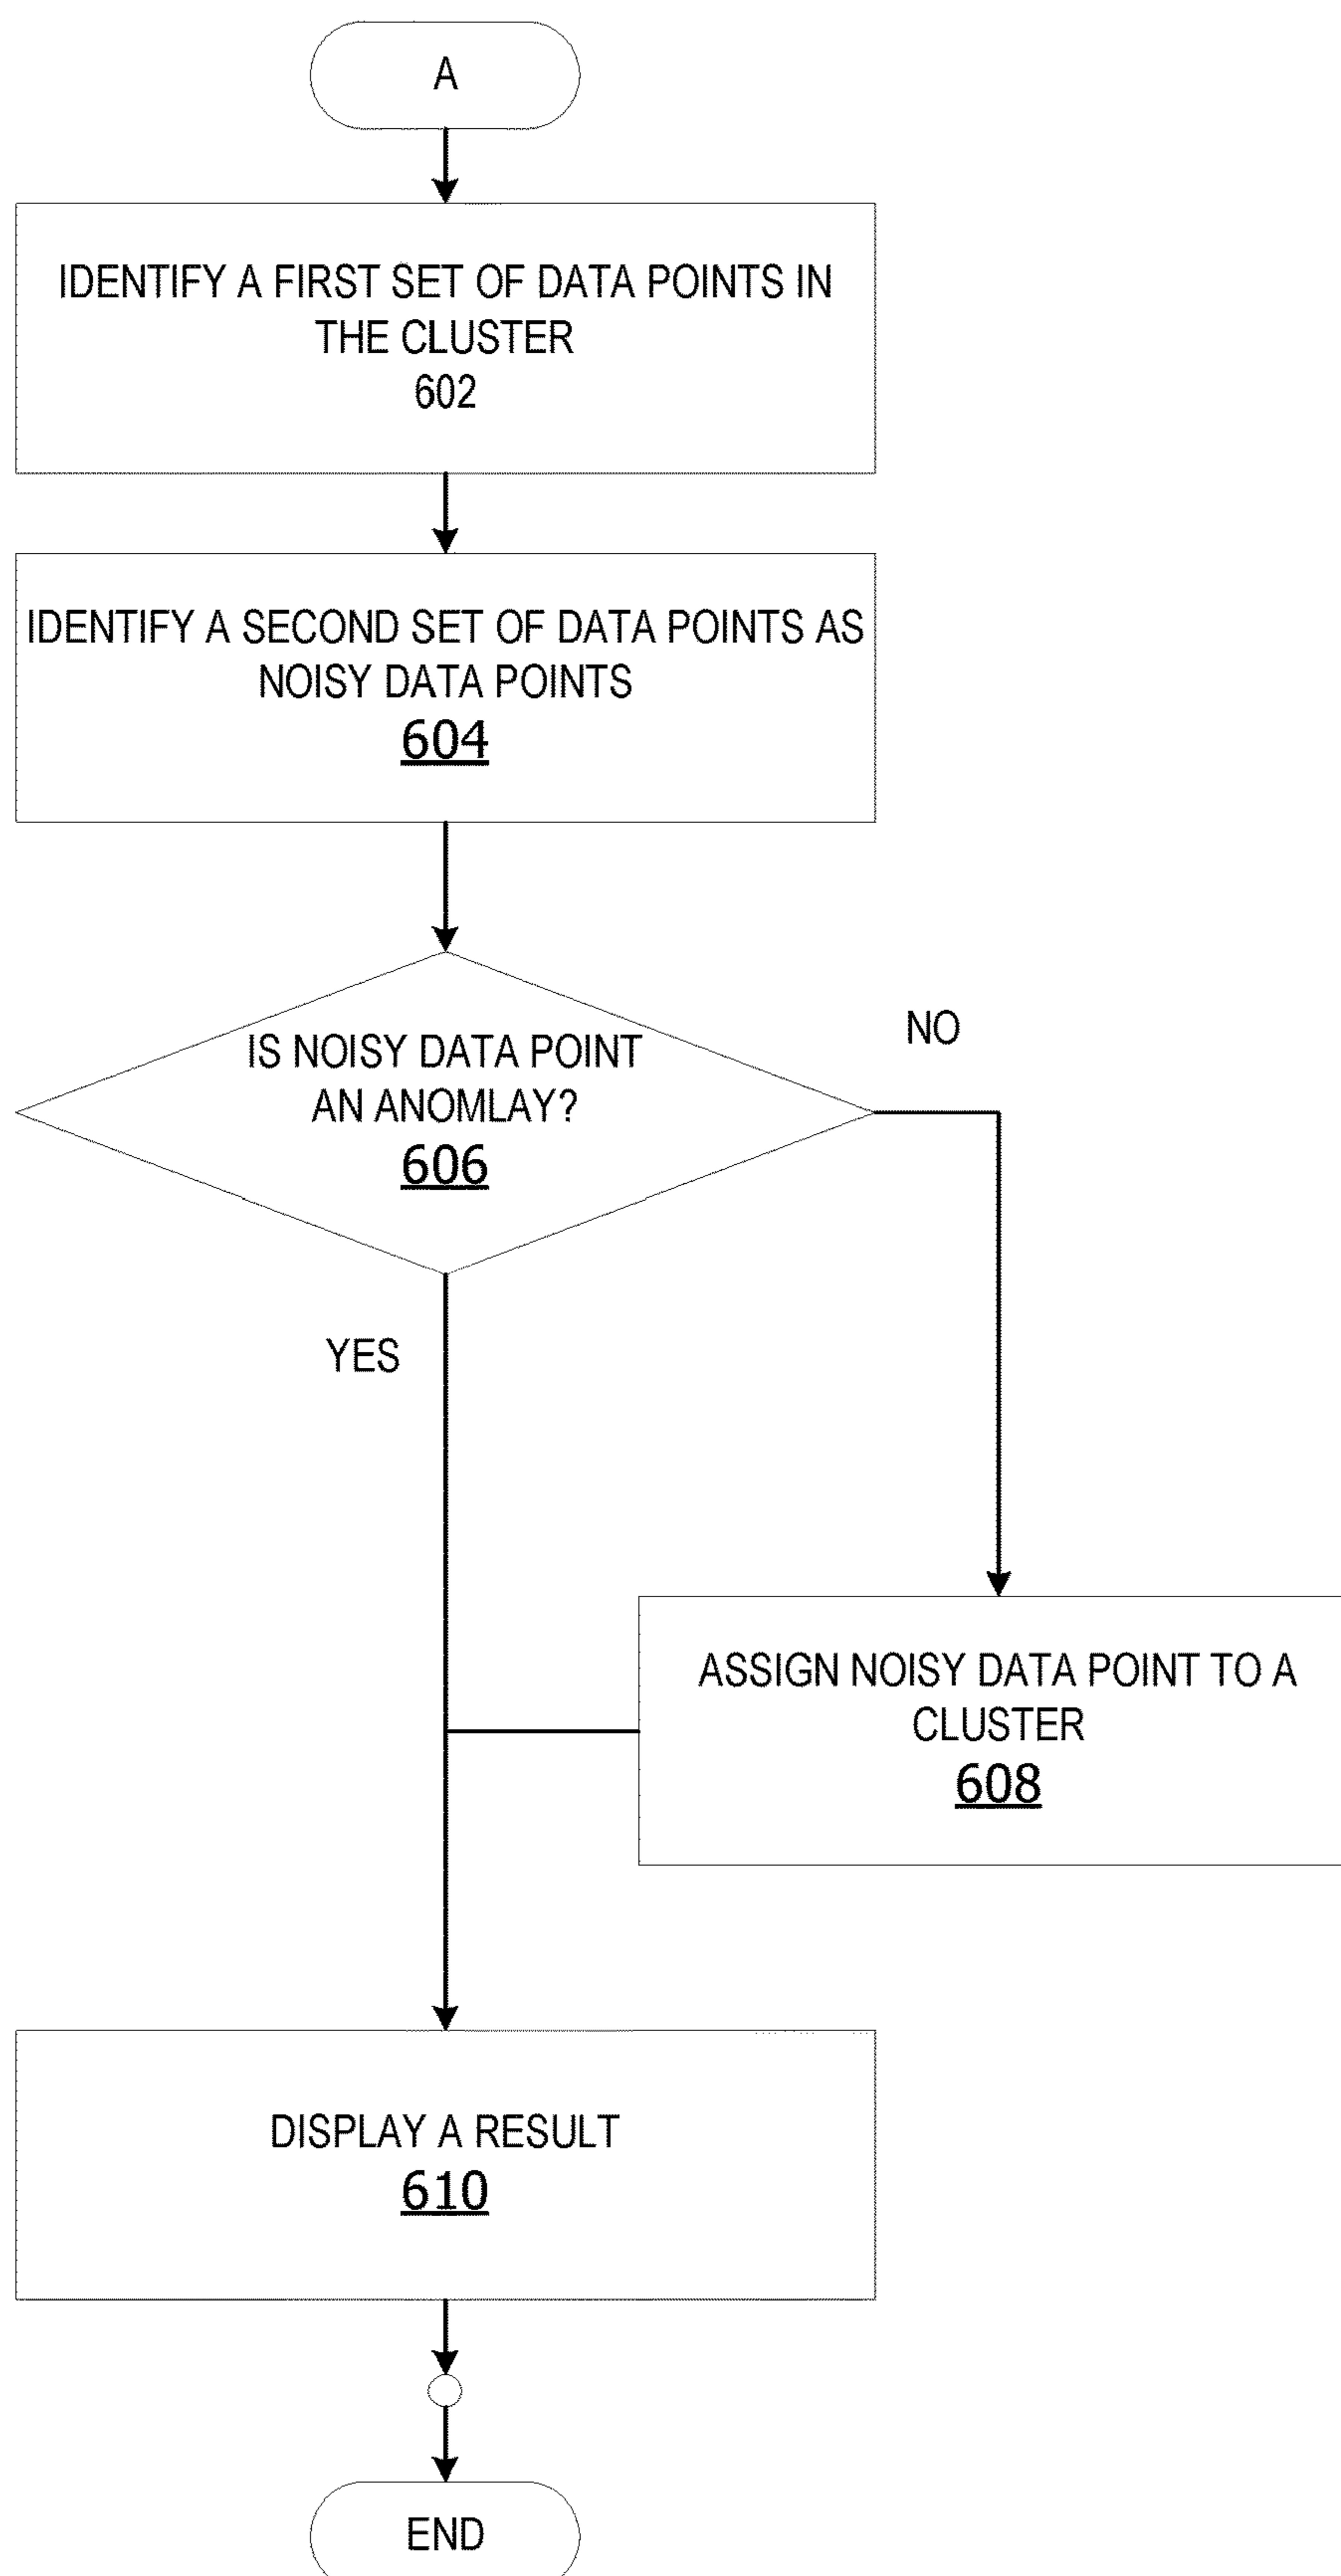 A
IDENTIFY A FIRST SET OF DATA POINTS IN
THE CLUSTER
602
IDENTIFY A SECOND SET OF DATA POINTS AS
NOISY DATA POINTS
604
IS NOISY DATA POINT
AN ANOMLAY?
606
NO
YES
ASSIGN NOISY DATA POINT TO A
CLUSTER
608
DISPLAY A RESULT
610
END